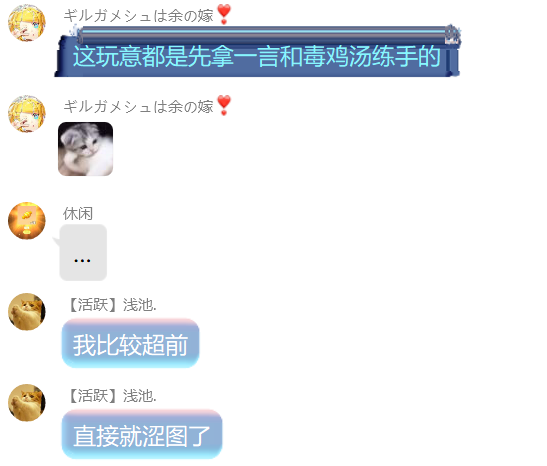 ギルガメシュは余の嫁❣️
这玩意都是先拿一言和毒鸡汤练手的
ギルガメシュは余の嫁❣️
休闲
...
【活跃】浅池.
我比较超前
【活跃】浅池.
直接就涩图了